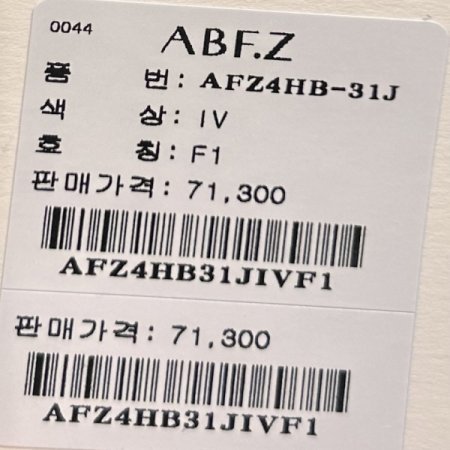 0044
ABF.Z
품 번: AFZ4HB-31J
색 상: IV
호 칭: F1
판매가격: 71,300
AFZ4HB31JIVF1
판매가격: 71,300
AFZ4HB31JIVF1